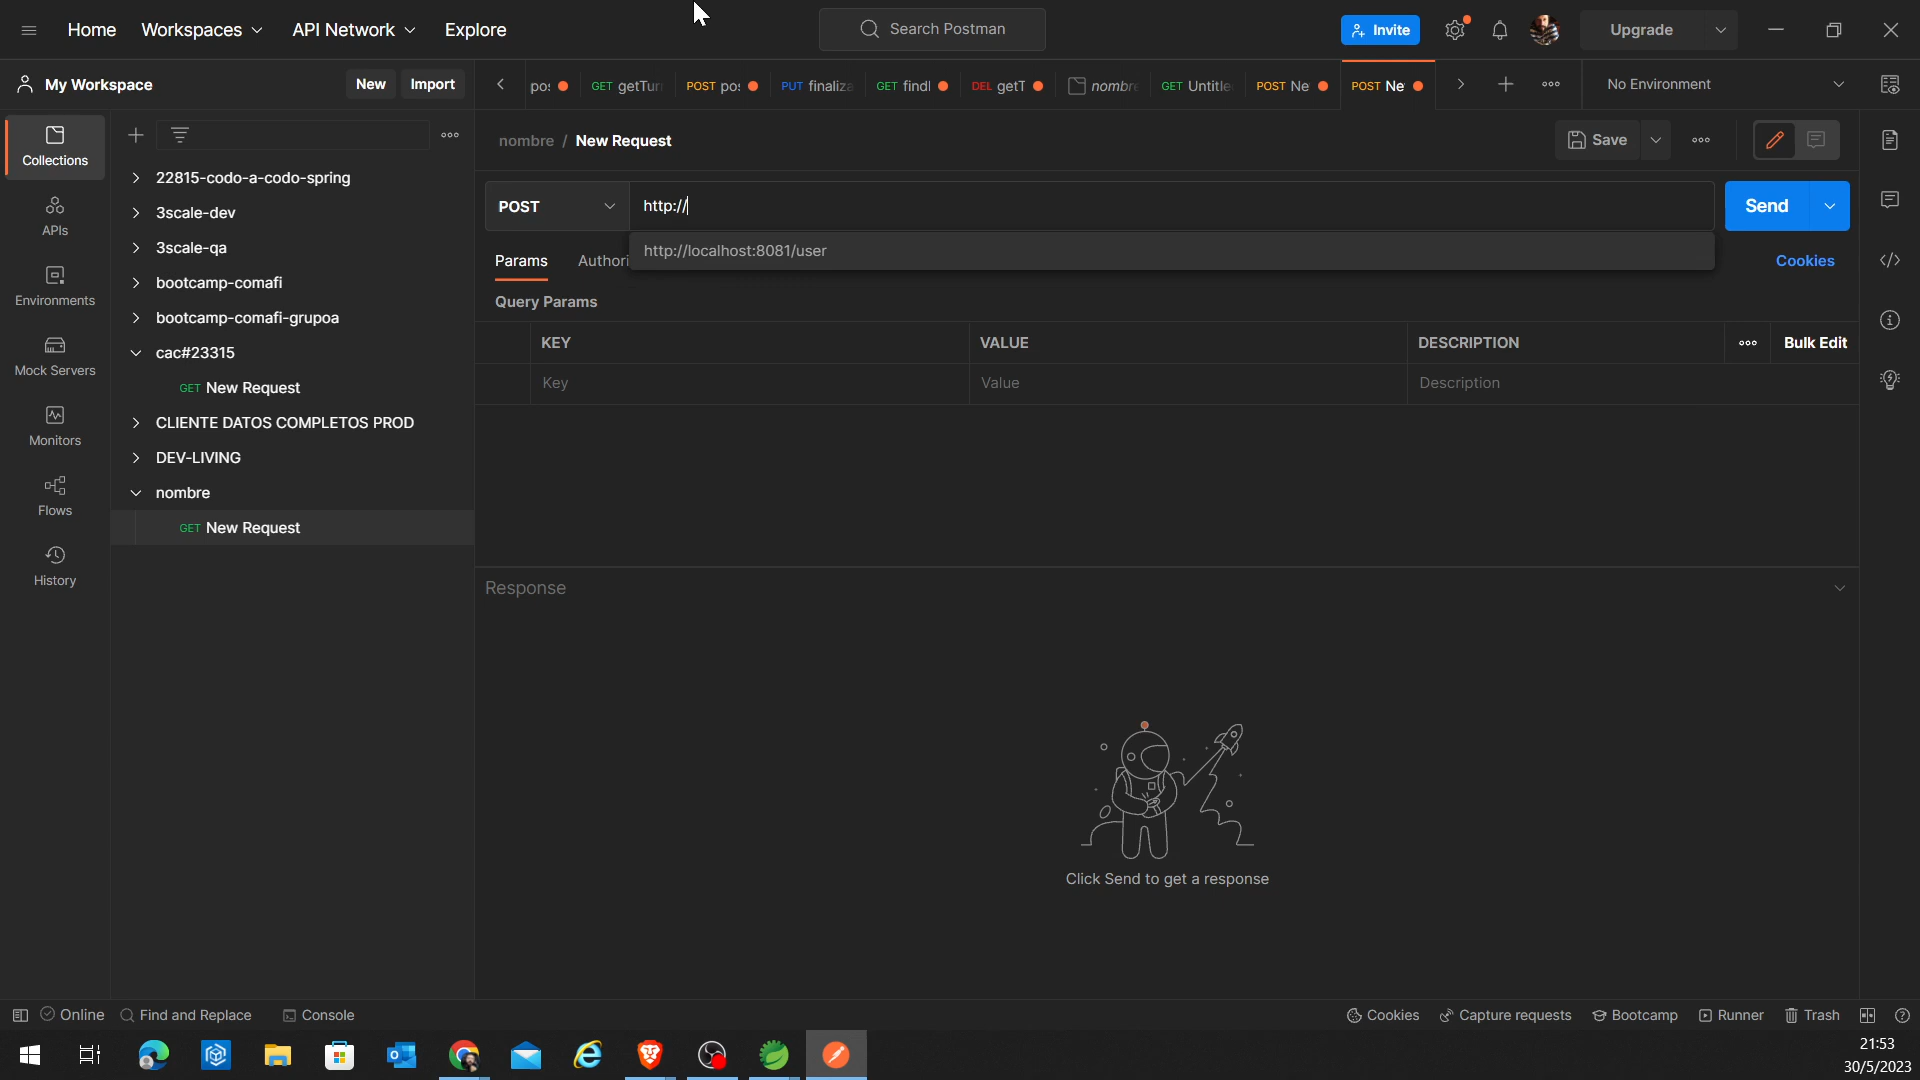 Home Workspaces API Network Explore Search Postman Invite Upgrade
My Workspace New Import
pos GET getTur POST pos PUT finaliza GET findl DEL getT nombre GET Untitle POST Ne POST Ne No Environment
nombre / New Request Save
Collections
APIs
Environments
Mock Servers
Monitors
Flows
History
22815-codo-a-codo-spring
3scale-dev
3scale-qa
bootcamp-comafi
bootcamp-comafi-grupoa
cac#23315
GET New Request
CLIENTE DATOS COMPLETOS PROD
DEV-LIVING
nombre
GET New Request
POST http:// Send
http://localhost:8081/user
Params Authori Cookies
Query Params
KEY VALUE DESCRIPTION Bulk Edit
Key Value Description
Response
Click Send to get a response
Online Find and Replace Console Cookies Capture requests Bootcamp Runner Trash
21:53
30/5/2023